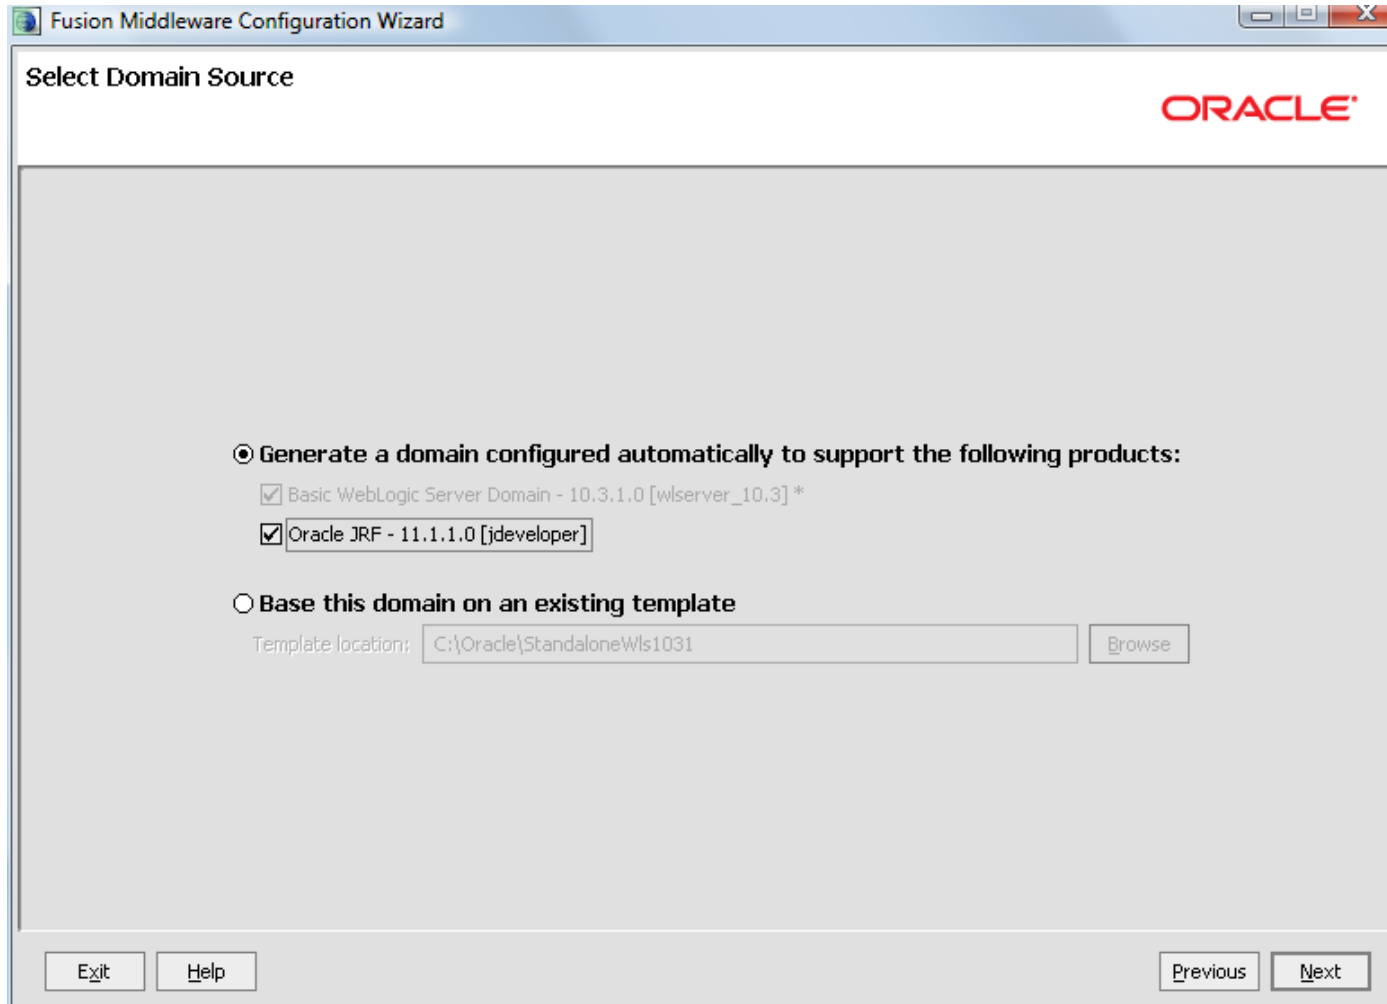 Fusion Middleware Configuration Wizard
Select Domain Source
ORACLE
Generate a domain configured automatically to support the following products:
Basic WebLogic Server Domain - 10.3.1.0 [wlserver_10.3] *
Oracle JRF - 11.1.1.0 [jdeveloper]
Base this domain on an existing template
Template location: C:\Oracle\StandaloneWls1031 Browse
Exit Help Previous Next